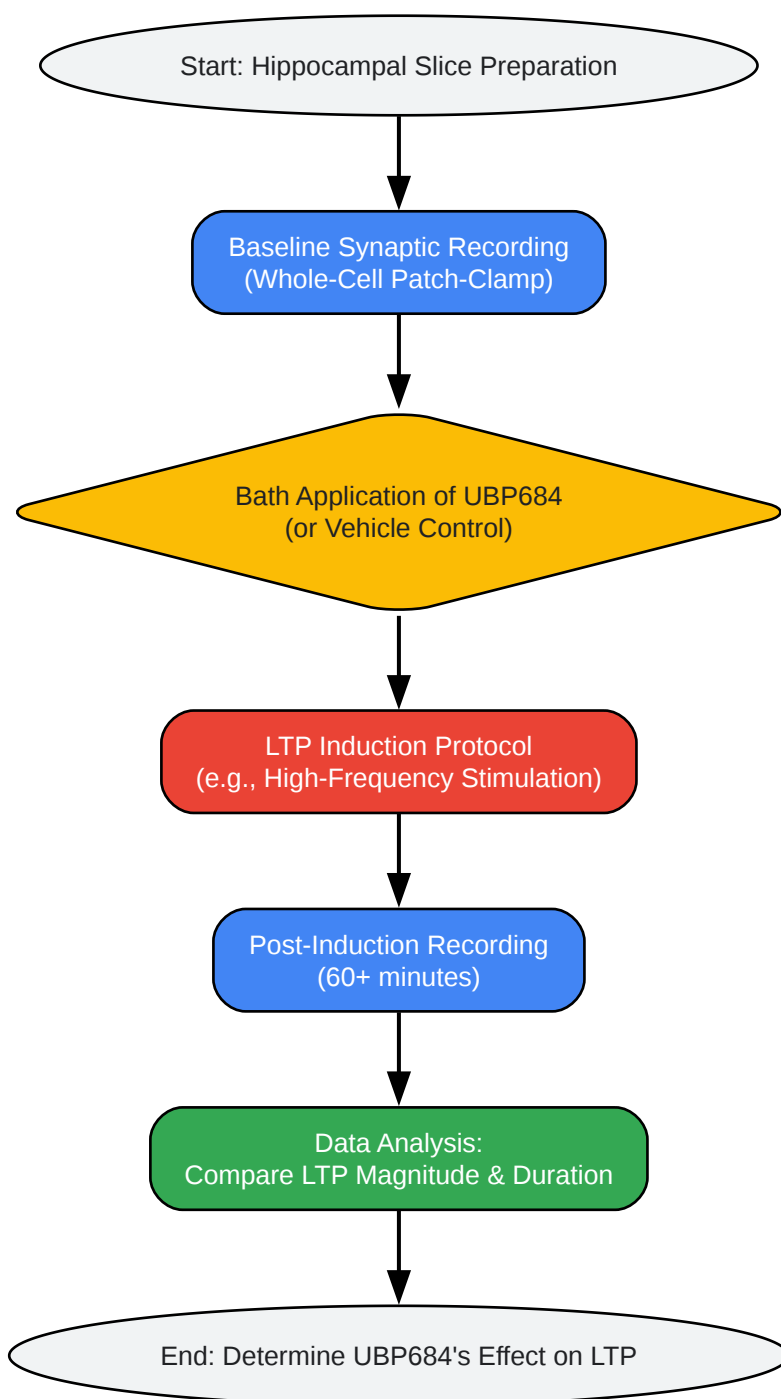 Start: Hippocampal Slice Preparation
Baseline Synaptic Recording
(Whole-Cell Patch-Clamp)
Bath Application of UBP684
(or Vehicle Control)
LTP Induction Protocol
(e.g., High-Frequency Stimulation)
Post-Induction Recording
(60+ minutes)
Data Analysis:
Compare LTP Magnitude & Duration
End: Determine UBP684's Effect on LTP